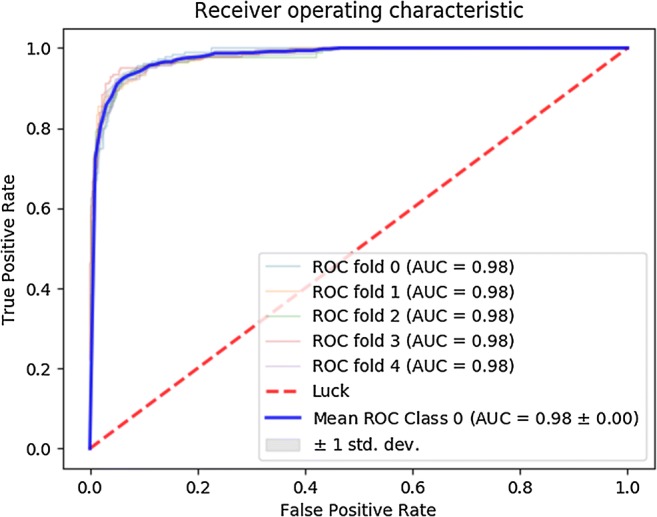 Receiver operating characteristic
True Positive Rate
1.0
0.8
0.6
0.4
0.2
0.0
ROC fold 0 (AUC = 0.98)
ROC fold 1 (AUC = 0.98)
ROC fold 2 (AUC = 0.98)
ROC fold 3 (AUC = 0.98)
ROC fold 4 (AUC = 0.98)
Luck
Mean ROC Class 0 (AUC = 0.98 ± 0.00)
± 1 std. dev.
0.0 0.2 0.4 0.6 0.8 1.0
False Positive Rate